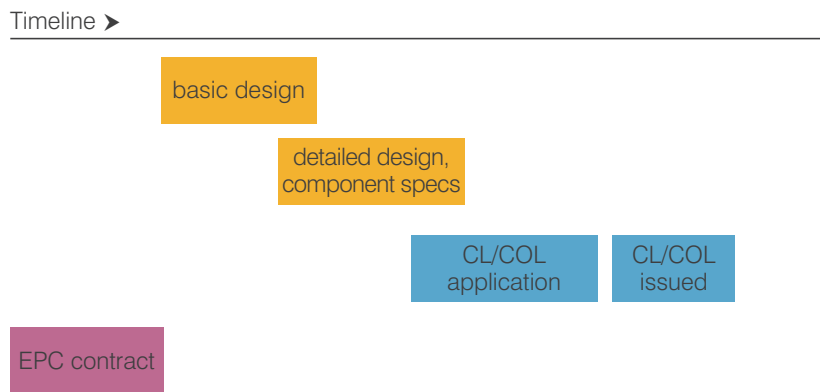 Timeline ➤
basic design
detailed design,
component specs
CL/COL
application
CL/COL
issued
EPC contract